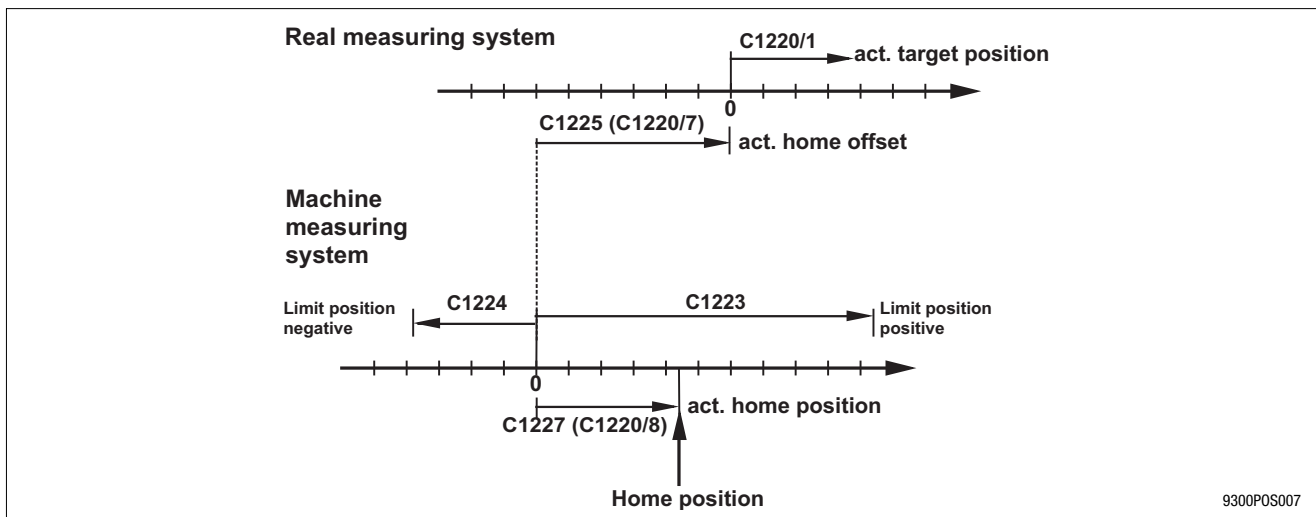 Real measuring system
C1220/1
act. target position
0
C1225 (C1220/7)
act. home offset
Machine
measuring
system
Limit position
negative
C1224
C1223
Limit position
positive
0
act. home position
C1227 (C1220/8)
Home position
9300POS007